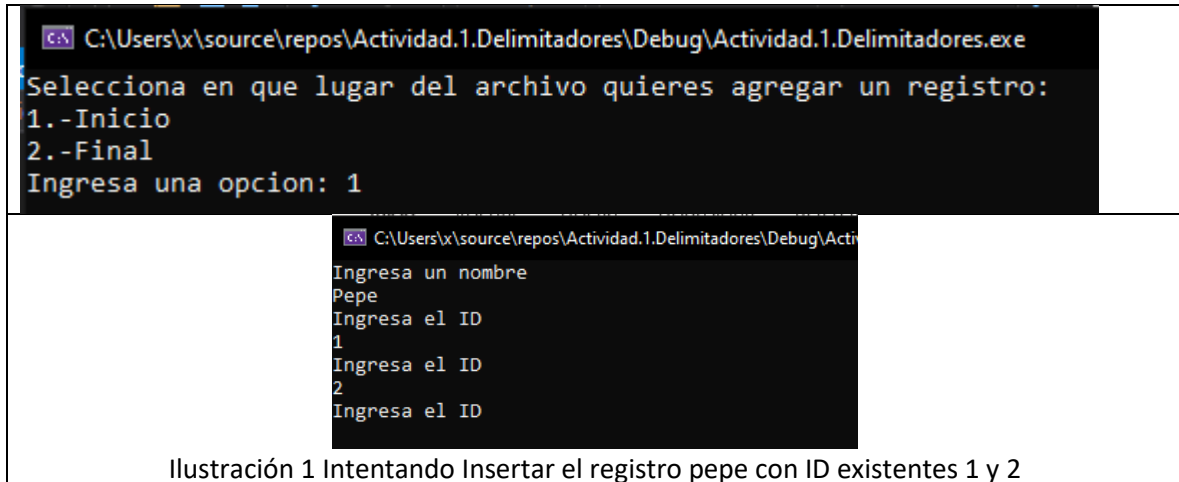 C:\Users\x\source\repos\Actividad.1.Delimitadores\Debug\Actividad.1.Delimitadores.exe
Selecciona en que lugar del archivo quieres agregar un registro:
1.-Inicio
2.-Final
Ingresa una opcion: 1
C:\Users\x\source\repos\Actividad.1.Delimitadores\Debug\Activ
Ingresa un nombre
Pepe
Ingresa el ID
1
Ingresa el ID
2
Ingresa el ID
Ilustración 1 Intentando Insertar el registro pepe con ID existentes 1 y 2